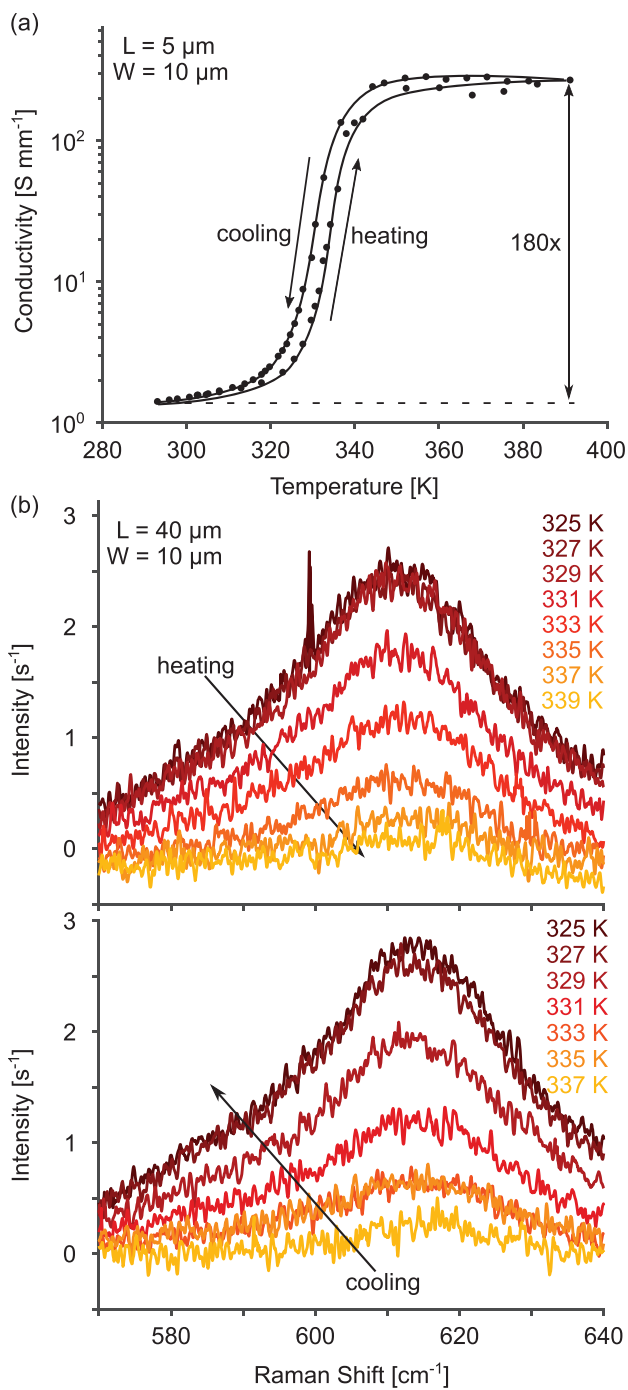 (a)
L = 5 µm
W = 10 µm
Conductivity [S mm⁻¹]
10²
10¹
10⁰
cooling
heating
180x
280 300 320 340 360 380 400
Temperature [K]
(b)
L = 40 µm
W = 10 µm
Intensity [s⁻¹]
3
2
1
0
heating
325 K
327 K
329 K
331 K
333 K
335 K
337 K
339 K
Intensity [s⁻¹]
3
2
1
0
325 K
327 K
329 K
331 K
333 K
335 K
337 K
cooling
580 600 620 640
Raman Shift [cm⁻¹]